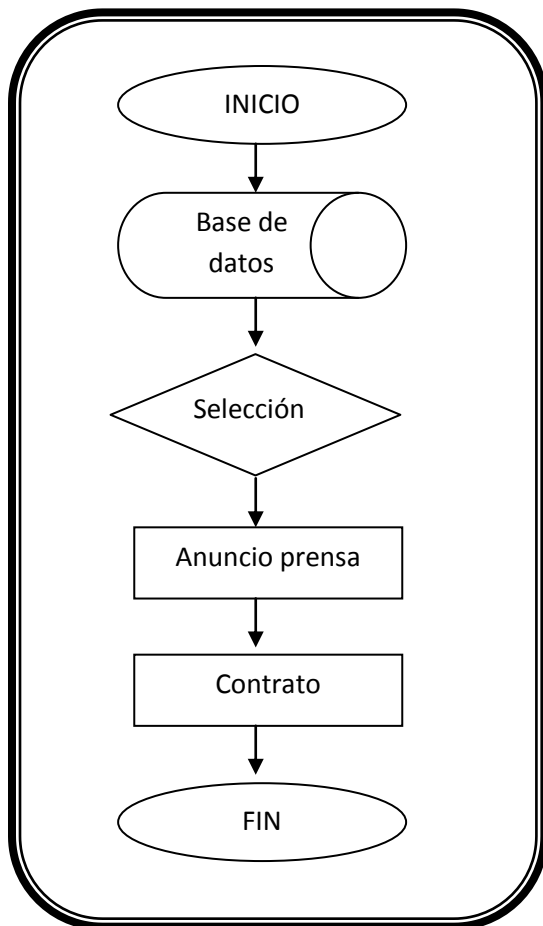 INICIO
Base de
datos
Selección
Anuncio prensa
Contrato
FIN